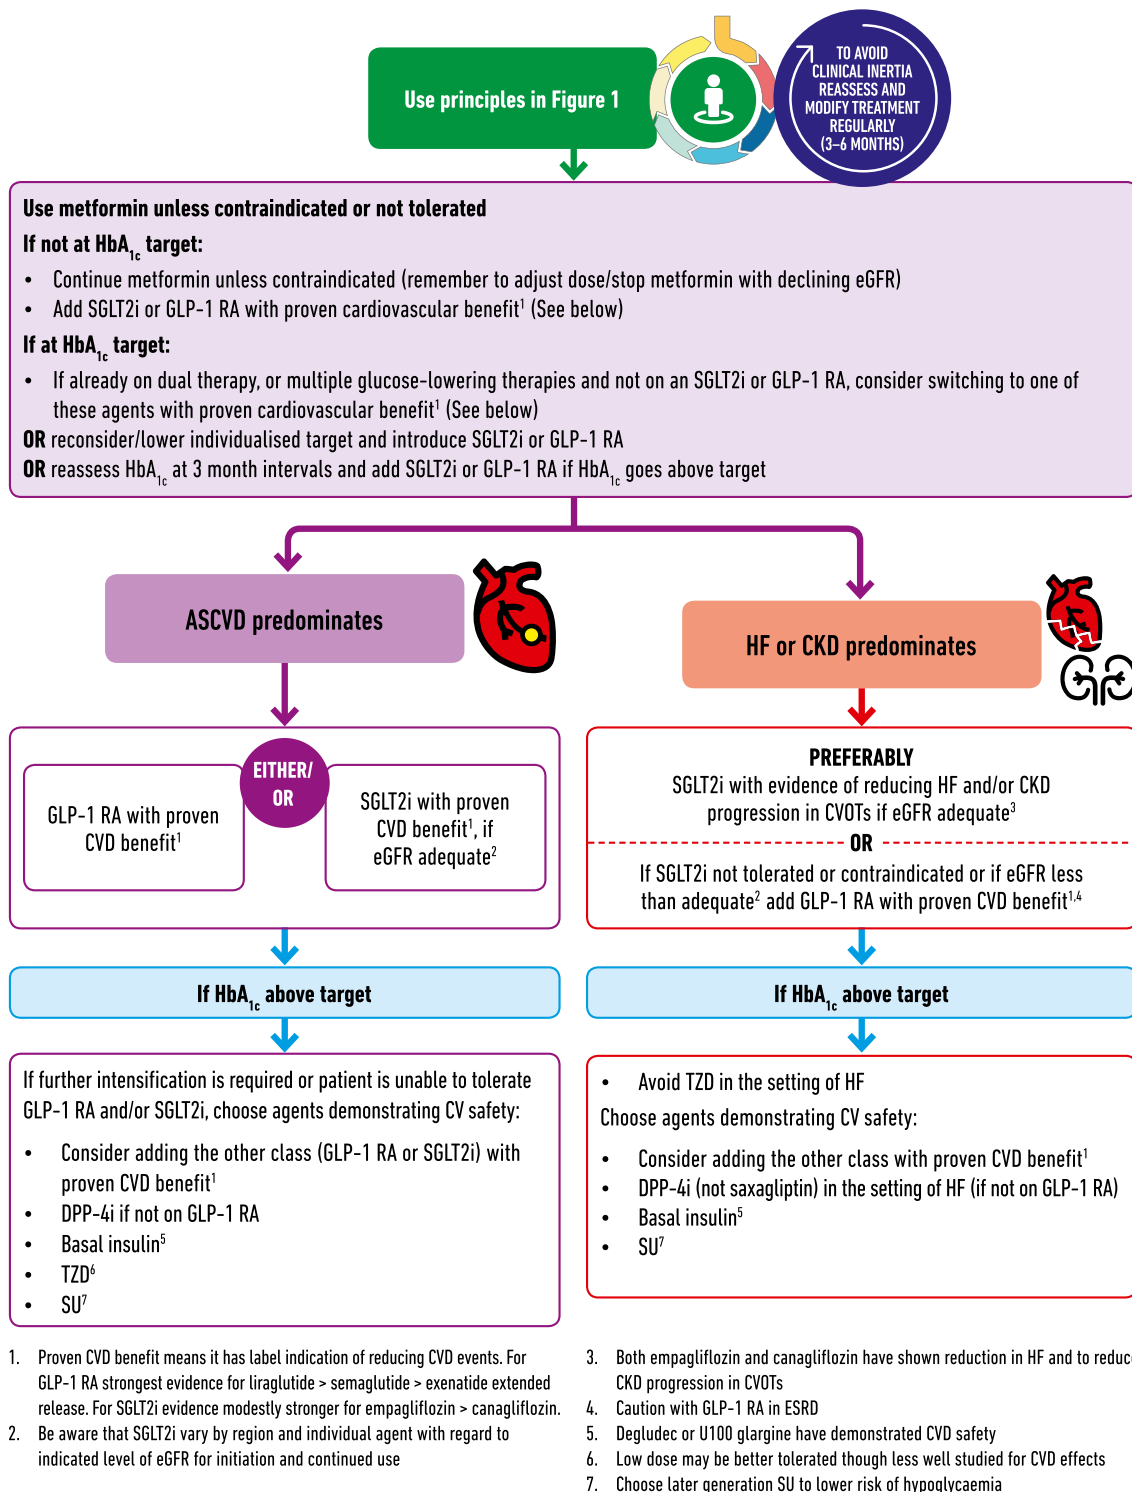 Use principles in Figure 1
TO AVOID
CLINICAL INERTIA
REASSESS AND
MODIFY TREATMENT
REGULARLY
(3–6 MONTHS)
Use metformin unless contraindicated or not tolerated
If not at HbA1c target:
• Continue metformin unless contraindicated (remember to adjust dose/stop metformin with declining eGFR)
• Add SGLT2i or GLP-1 RA with proven cardiovascular benefit1 (See below)
If at HbA1c target:
• If already on dual therapy, or multiple glucose-lowering therapies and not on an SGLT2i or GLP-1 RA, consider switching to one of
these agents with proven cardiovascular benefit1 (See below)
OR reconsider/lower individualised target and introduce SGLT2i or GLP-1 RA
OR reassess HbA1c at 3 month intervals and add SGLT2i or GLP-1 RA if HbA1c goes above target
ASCVD predominates
HF or CKD predominates
EITHER/
OR
GLP-1 RA with proven
CVD benefit1
SGLT2i with proven
CVD benefit1, if
eGFR adequate2
PREFERABLY
SGLT2i with evidence of reducing HF and/or CKD
progression in CVOTs if eGFR adequate3
OR
If SGLT2i not tolerated or contraindicated or if eGFR less
than adequate2 add GLP-1 RA with proven CVD benefit1,4
If HbA1c above target
If HbA1c above target
If further intensification is required or patient is unable to tolerate
GLP-1 RA and/or SGLT2i, choose agents demonstrating CV safety:
• Consider adding the other class (GLP-1 RA or SGLT2i) with
proven CVD benefit1
• DPP-4i if not on GLP-1 RA
• Basal insulin5
• TZD6
• SU7
• Avoid TZD in the setting of HF
Choose agents demonstrating CV safety:
• Consider adding the other class with proven CVD benefit1
• DPP-4i (not saxagliptin) in the setting of HF (if not on GLP-1 RA)
• Basal insulin5
• SU7
1. Proven CVD benefit means it has label indication of reducing CVD events. For
GLP-1 RA strongest evidence for liraglutide > semaglutide > exenatide extended
release. For SGLT2i evidence modestly stronger for empagliflozin > canagliflozin.
2. Be aware that SGLT2i vary by region and individual agent with regard to
indicated level of eGFR for initiation and continued use
3. Both empagliflozin and canagliflozin have shown reduction in HF and to reduce
CKD progression in CVOTs
4. Caution with GLP-1 RA in ESRD
5. Degludec or U100 glargine have demonstrated CVD safety
6. Low dose may be better tolerated though less well studied for CVD effects
7. Choose later generation SU to lower risk of hypoglycaemia